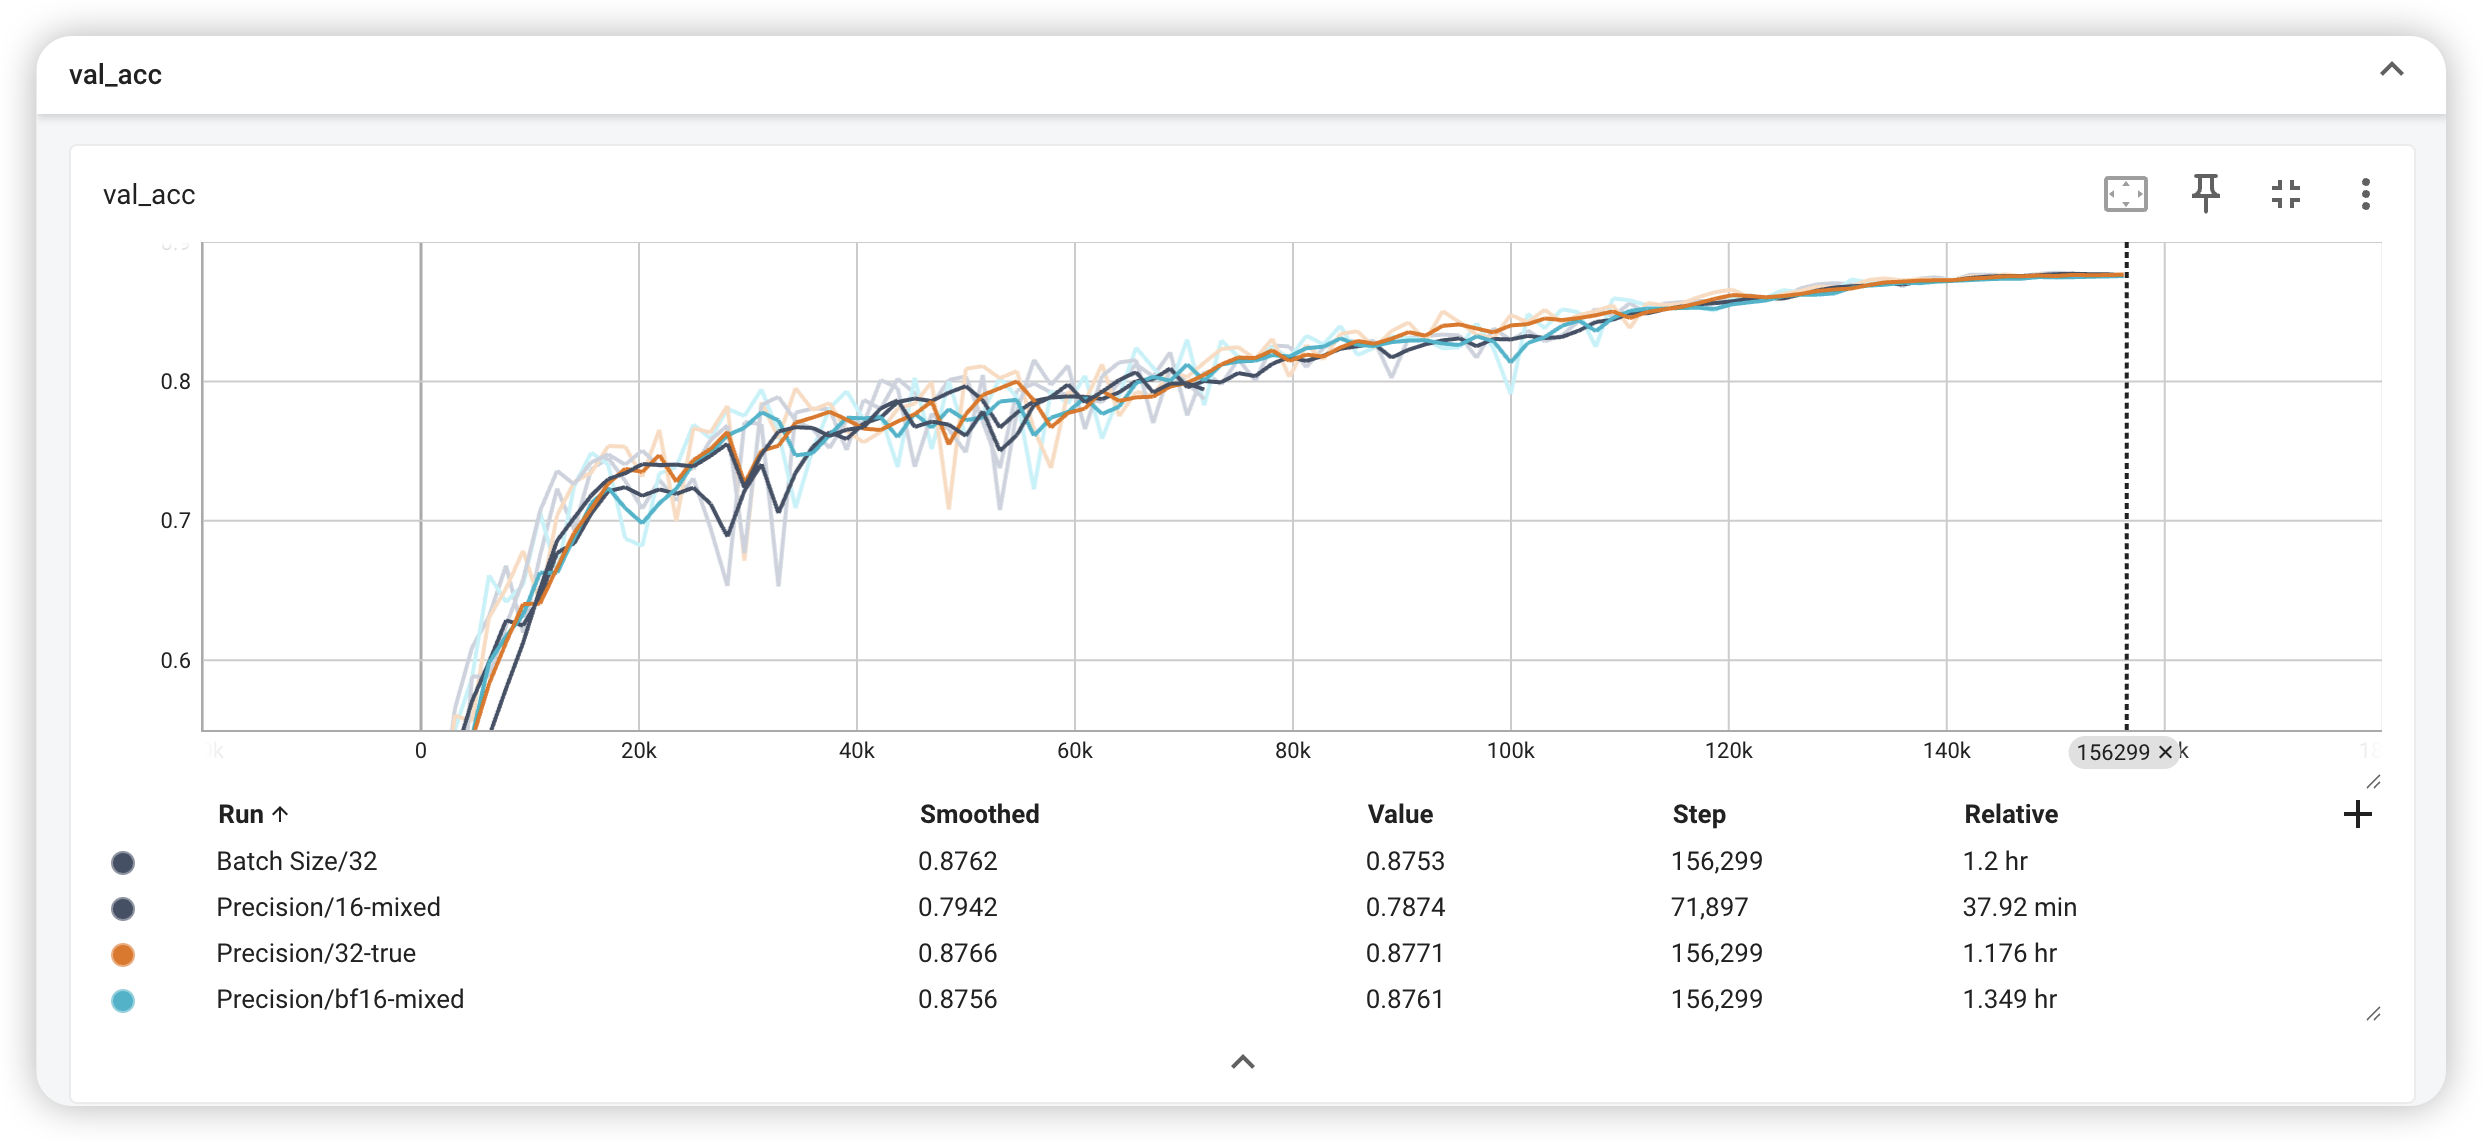 val_acc
val_acc
0.9
0.8
0.7
0.6
0 20k 40k 60k 80k 100k 120k 140k 156299 ✕ k
Run ↑ Smoothed Value Step Relative
Batch Size/32 0.8762 0.8753 156,299 1.2 hr
Precision/16-mixed 0.7942 0.7874 71,897 37.92 min
Precision/32-true 0.8766 0.8771 156,299 1.176 hr
Precision/bf16-mixed 0.8756 0.8761 156,299 1.349 hr